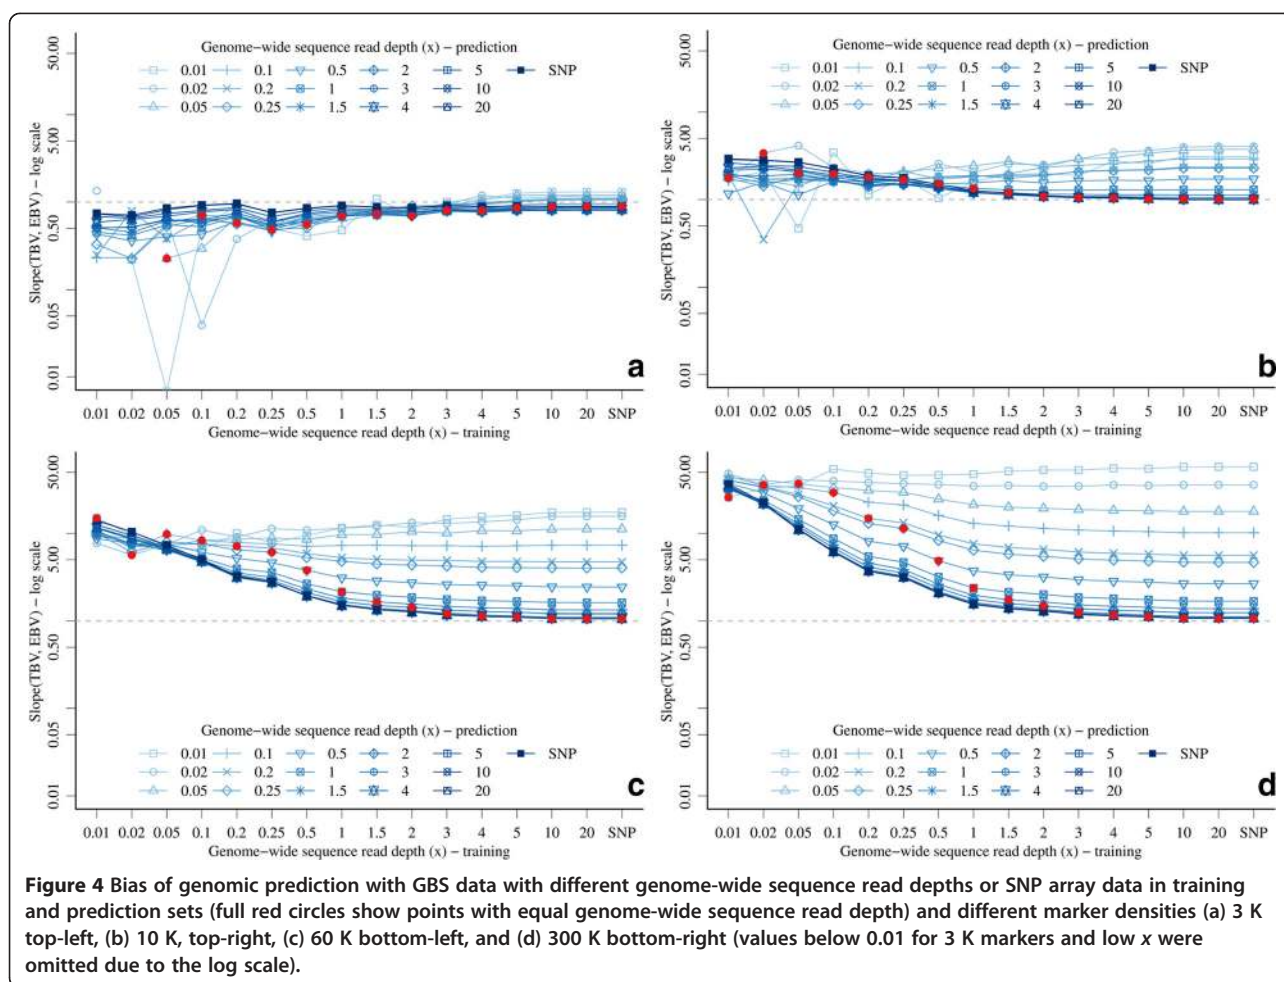 Genome−wide sequence read depth (x) − prediction
0.01 0.1 0.5 2 5 SNP
0.02 0.2 1 3 10
0.05 0.25 1.5 4 20
Slope(TBV, EBV) − log scale
50.00
5.00
0.50
0.05
0.01
a
0.01 0.02 0.05 0.1 0.2 0.25 0.5 1 1.5 2 3 4 5 10 20 SNP
Genome−wide sequence read depth (x) − training
Genome−wide sequence read depth (x) − prediction
0.01 0.1 0.5 2 5 SNP
0.02 0.2 1 3 10
0.05 0.25 1.5 4 20
Slope(TBV, EBV) − log scale
50.00
5.00
0.50
0.05
0.01
b
0.01 0.02 0.05 0.1 0.2 0.25 0.5 1 1.5 2 3 4 5 10 20 SNP
Genome−wide sequence read depth (x) − training
Slope(TBV, EBV) − log scale
50.00
5.00
0.50
0.05
0.01
Genome−wide sequence read depth (x) − prediction
0.01 0.1 0.5 2 5 SNP
0.02 0.2 1 3 10
0.05 0.25 1.5 4 20
c
0.01 0.02 0.05 0.1 0.2 0.25 0.5 1 1.5 2 3 4 5 10 20 SNP
Genome−wide sequence read depth (x) − training
Slope(TBV, EBV) − log scale
50.00
5.00
0.50
0.05
0.01
Genome−wide sequence read depth (x) − prediction
0.01 0.1 0.5 2 5 SNP
0.02 0.2 1 3 10
0.05 0.25 1.5 4 20
d
0.01 0.02 0.05 0.1 0.2 0.25 0.5 1 1.5 2 3 4 5 10 20 SNP
Genome−wide sequence read depth (x) − training
Figure 4 Bias of genomic prediction with GBS data with different genome-wide sequence read depths or SNP array data in training
and prediction sets (full red circles show points with equal genome-wide sequence read depth) and different marker densities (a) 3 K
top-left, (b) 10 K, top-right, (c) 60 K bottom-left, and (d) 300 K bottom-right (values below 0.01 for 3 K markers and low x were
omitted due to the log scale).